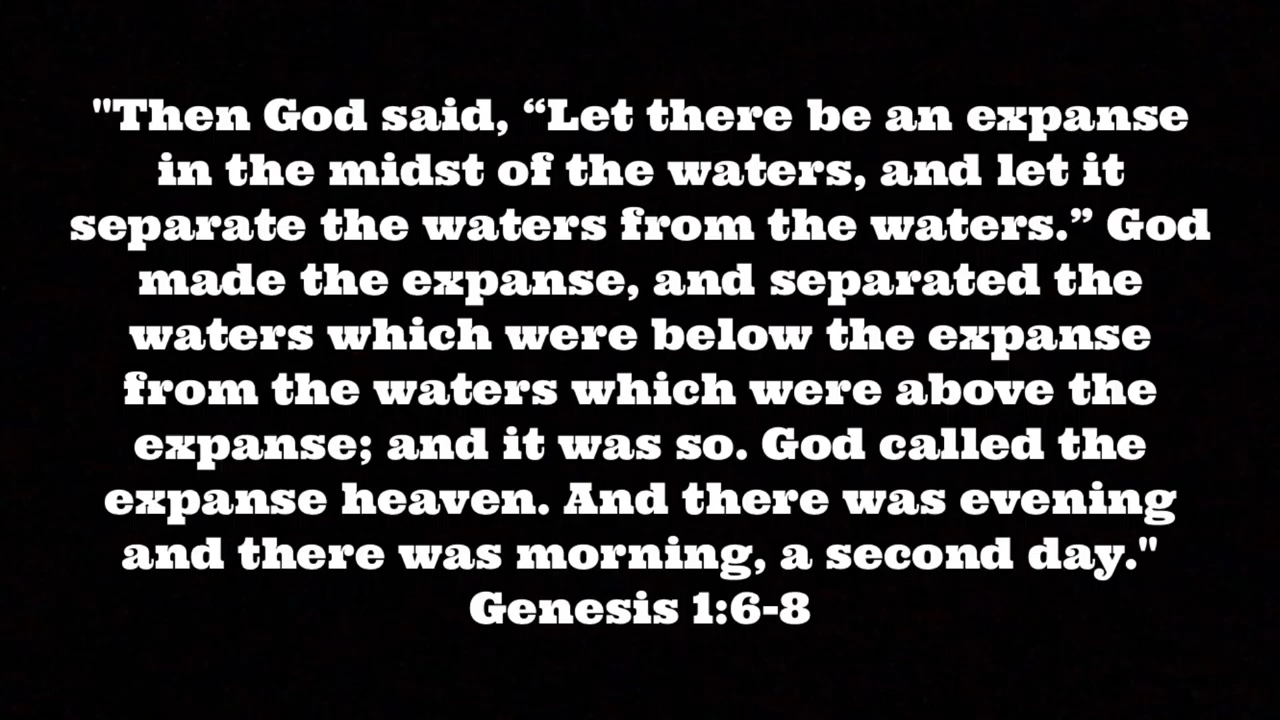 "Then God said, “Let there be an expanse
in the midst of the waters, and let it
separate the waters from the waters.” God
made the expanse, and separated the
waters which were below the expanse
from the waters which were above the
expanse; and it was so. God called the
expanse heaven. And there was evening
and there was morning, a second day."
Genesis 1:6-8